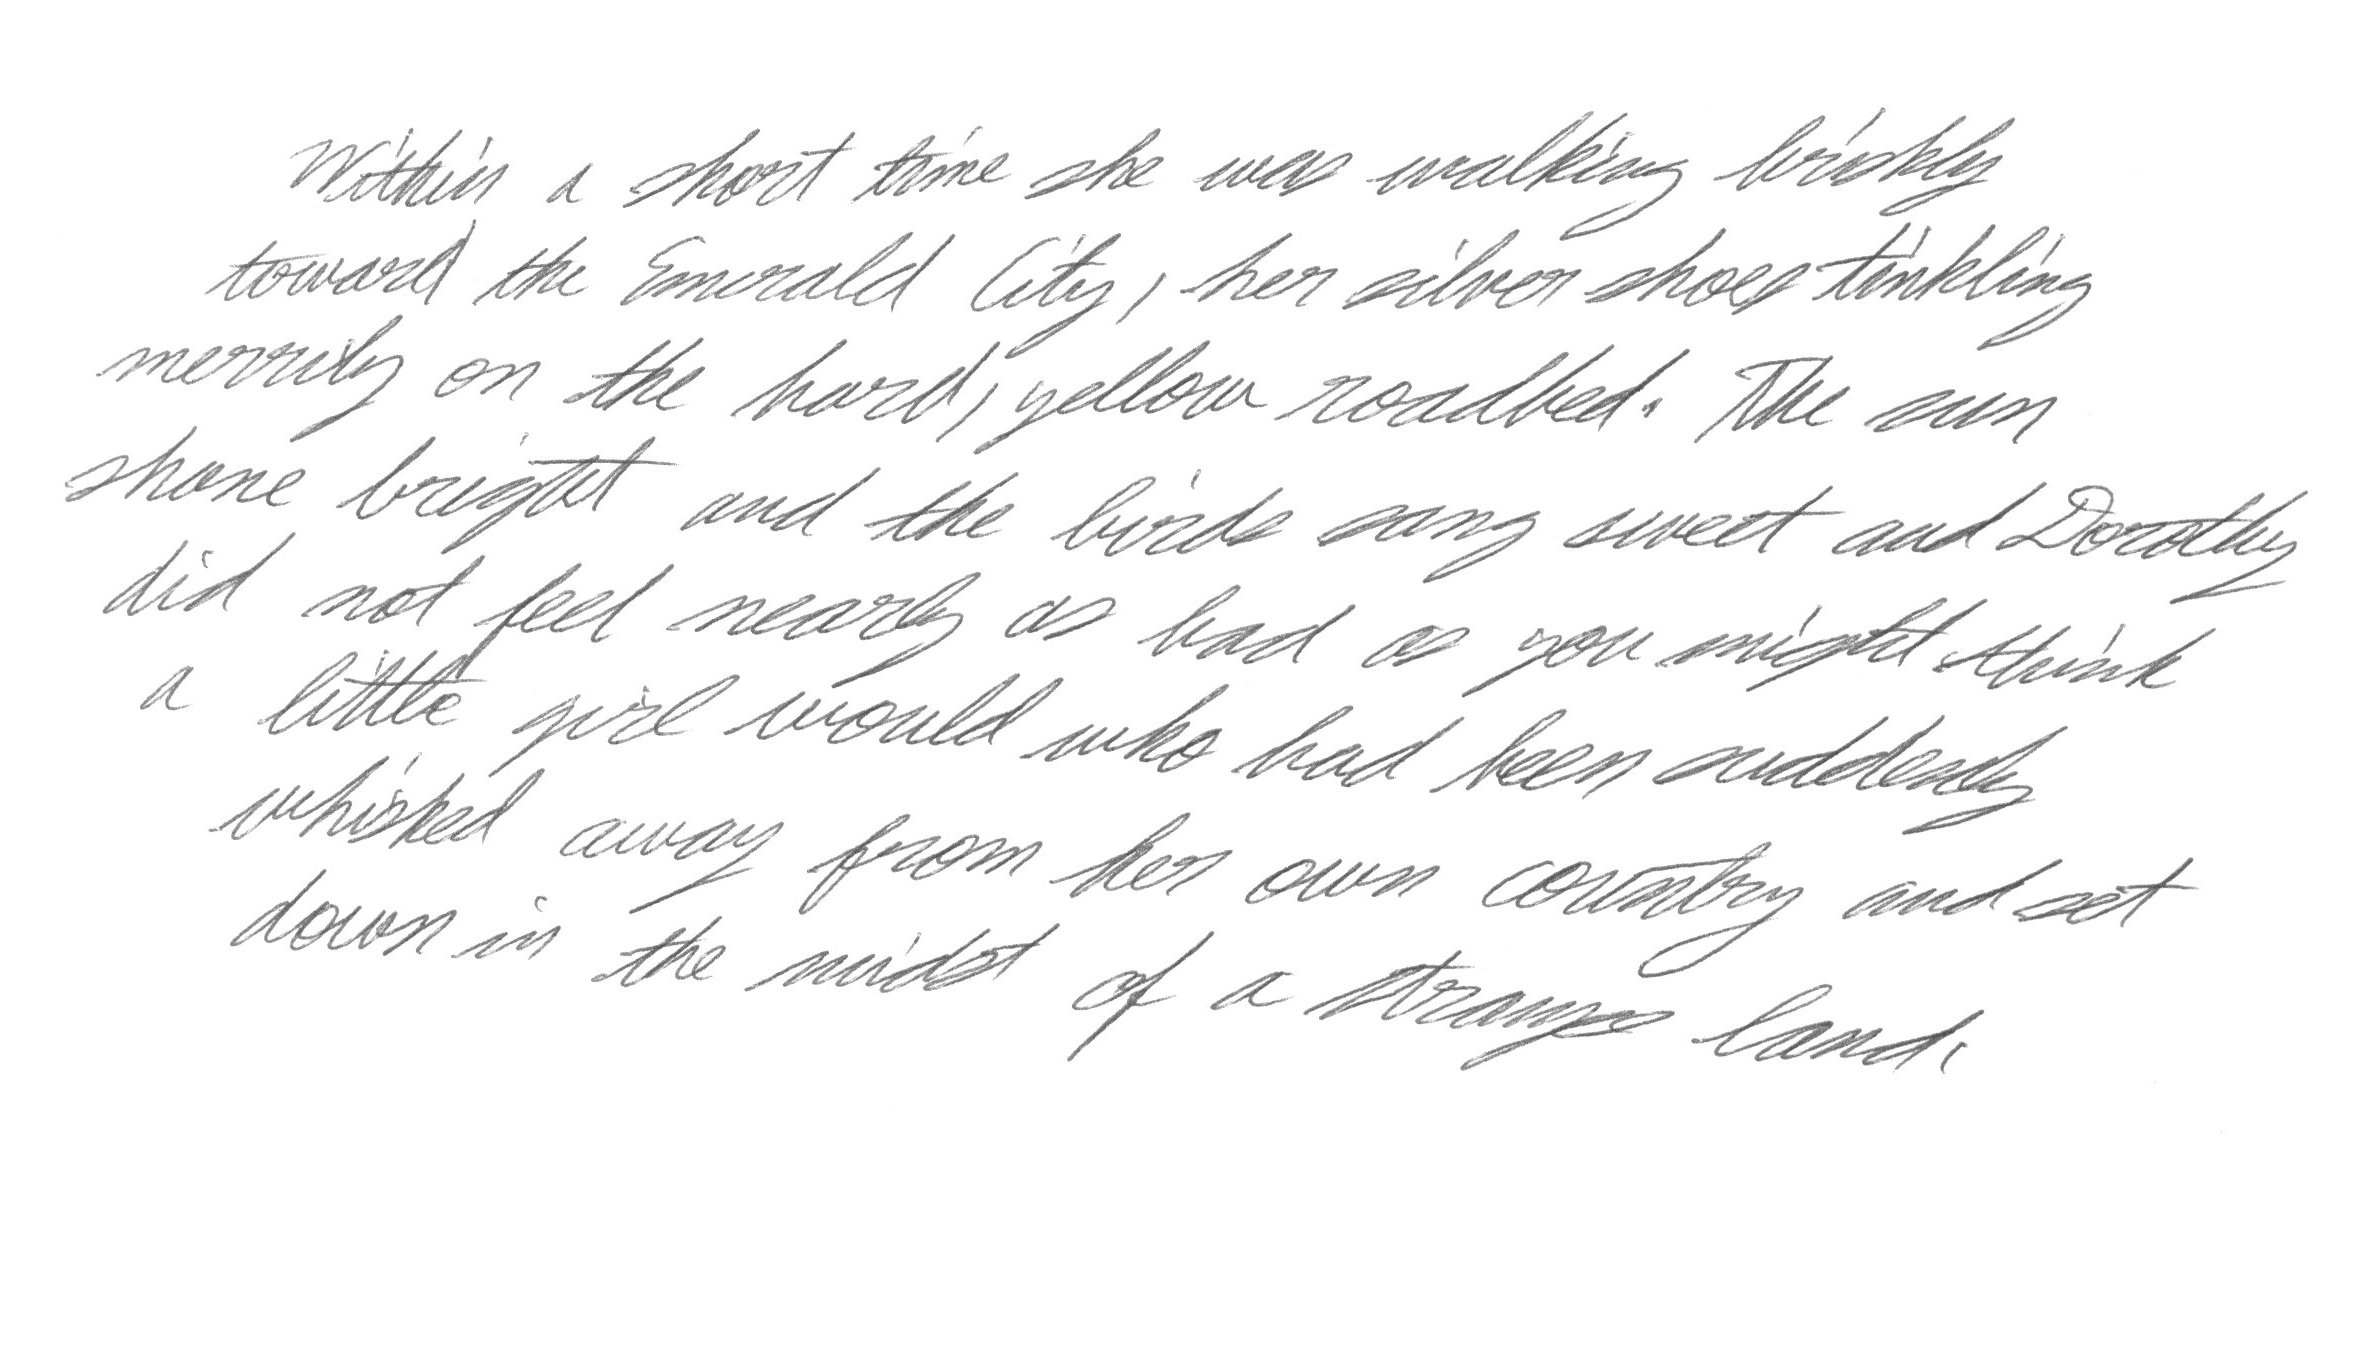 Within a short time she was walking briskly
toward the Emerald City, her silver shoes tinkling
merrily on the hard, yellow roadbed. The sun
shone bright and the birds sang sweet and Dorothy
did not feel nearly as bad as you might think
a little girl would who had been suddenly
whisked away from her own country and set
down in the midst of a strange land.